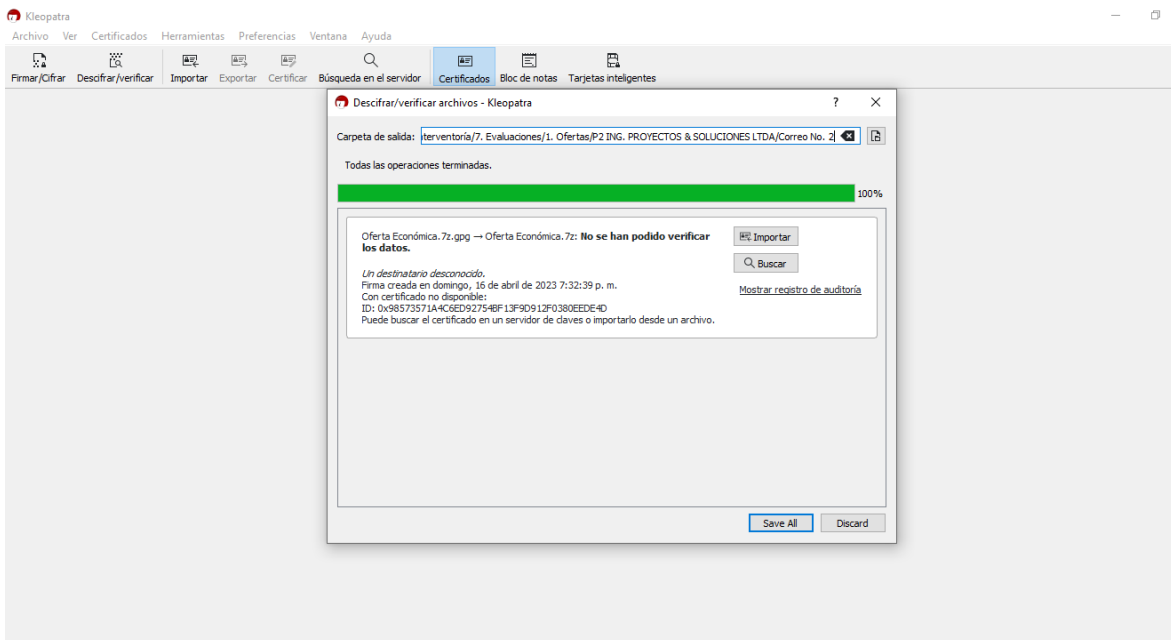 Kleopatra
Archivo Ver Certificados Herramientas Preferencias Ventana Ayuda
Firmar/Cifrar Descifrar/verificar Importar Exportar Certificar Búsqueda en el servidor Certificados Bloc de notas Tarjetas inteligentes
Descifrar/verificar archivos - Kleopatra ?
Carpeta de salida: nterventoría/7. Evaluaciones/1. Ofertas/P2 ING. PROYECTOS & SOLUCIONES LTDA/Correo No. 2
Todas las operaciones terminadas.
100%
Oferta Económica.7z.gpg → Oferta Económica.7z: No se han podido verificar
los datos.
Importar
Buscar
Un destinatario desconocido.
Firma creada en domingo, 16 de abril de 2023 7:32:39 p. m.
Mostrar registro de auditoría
Con certificado no disponible:
ID: 0x98573571A4C6ED92754BF13F9D912F0380EEDE4D
Puede buscar el certificado en un servidor de claves o importarlo desde un archivo.
Save All Discard